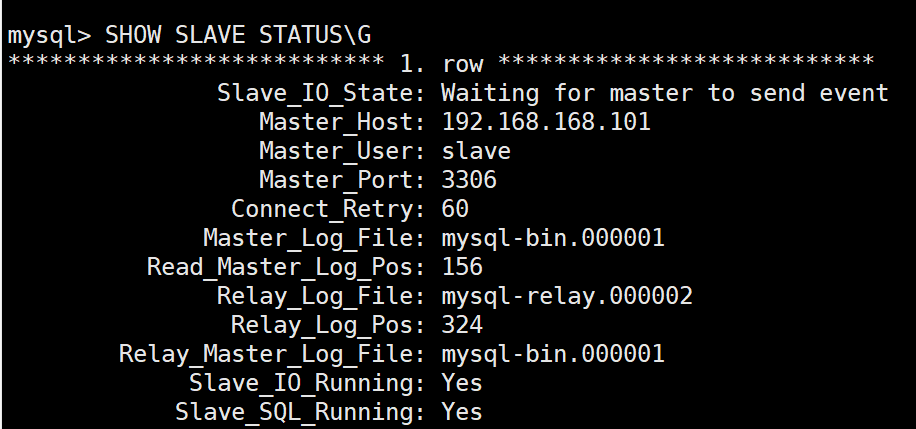 mysql> SHOW SLAVE STATUS\G
*************************** 1. row ***************************
Slave_IO_State: Waiting for master to send event
Master_Host: 192.168.168.101
Master_User: slave
Master_Port: 3306
Connect_Retry: 60
Master_Log_File: mysql-bin.000001
Read_Master_Log_Pos: 156
Relay_Log_File: mysql-relay.000002
Relay_Log_Pos: 324
Relay_Master_Log_File: mysql-bin.000001
Slave_IO_Running: Yes
Slave_SQL_Running: Yes